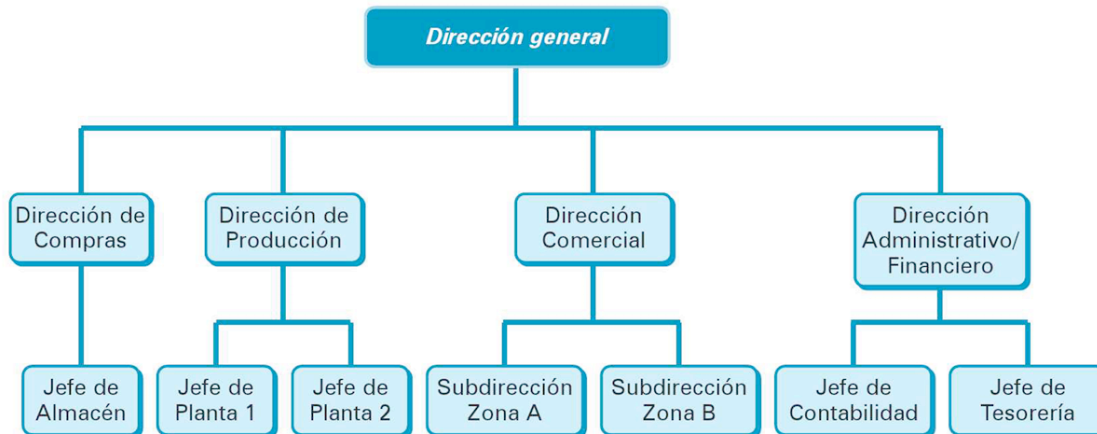 Dirección general
Dirección de
Compras
Dirección de
Producción
Dirección
Comercial
Dirección
Administrativo/
Financiero
Jefe de
Almacén
Jefe de
Planta 1
Jefe de
Planta 2
Subdirección
Zona A
Subdirección
Zona B
Jefe de
Contabilidad
Jefe de
Tesorería